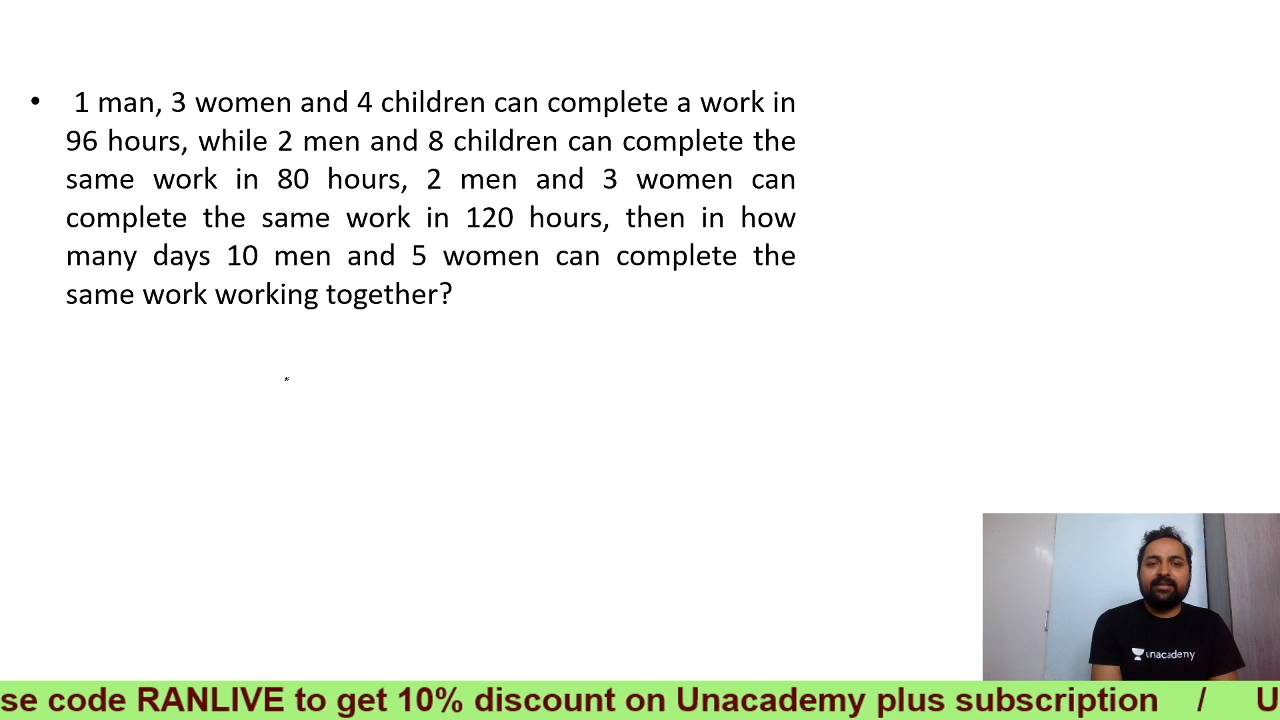 • 1 man, 3 women and 4 children can complete a work in
96 hours, while 2 men and 8 children can complete the
same work in 80 hours, 2 men and 3 women can
complete the same work in 120 hours, then in how
many days 10 men and 5 women can complete the
same work working together?
unacademy
se code RANLIVE to get 10% discount on Unacademy plus subscription / U